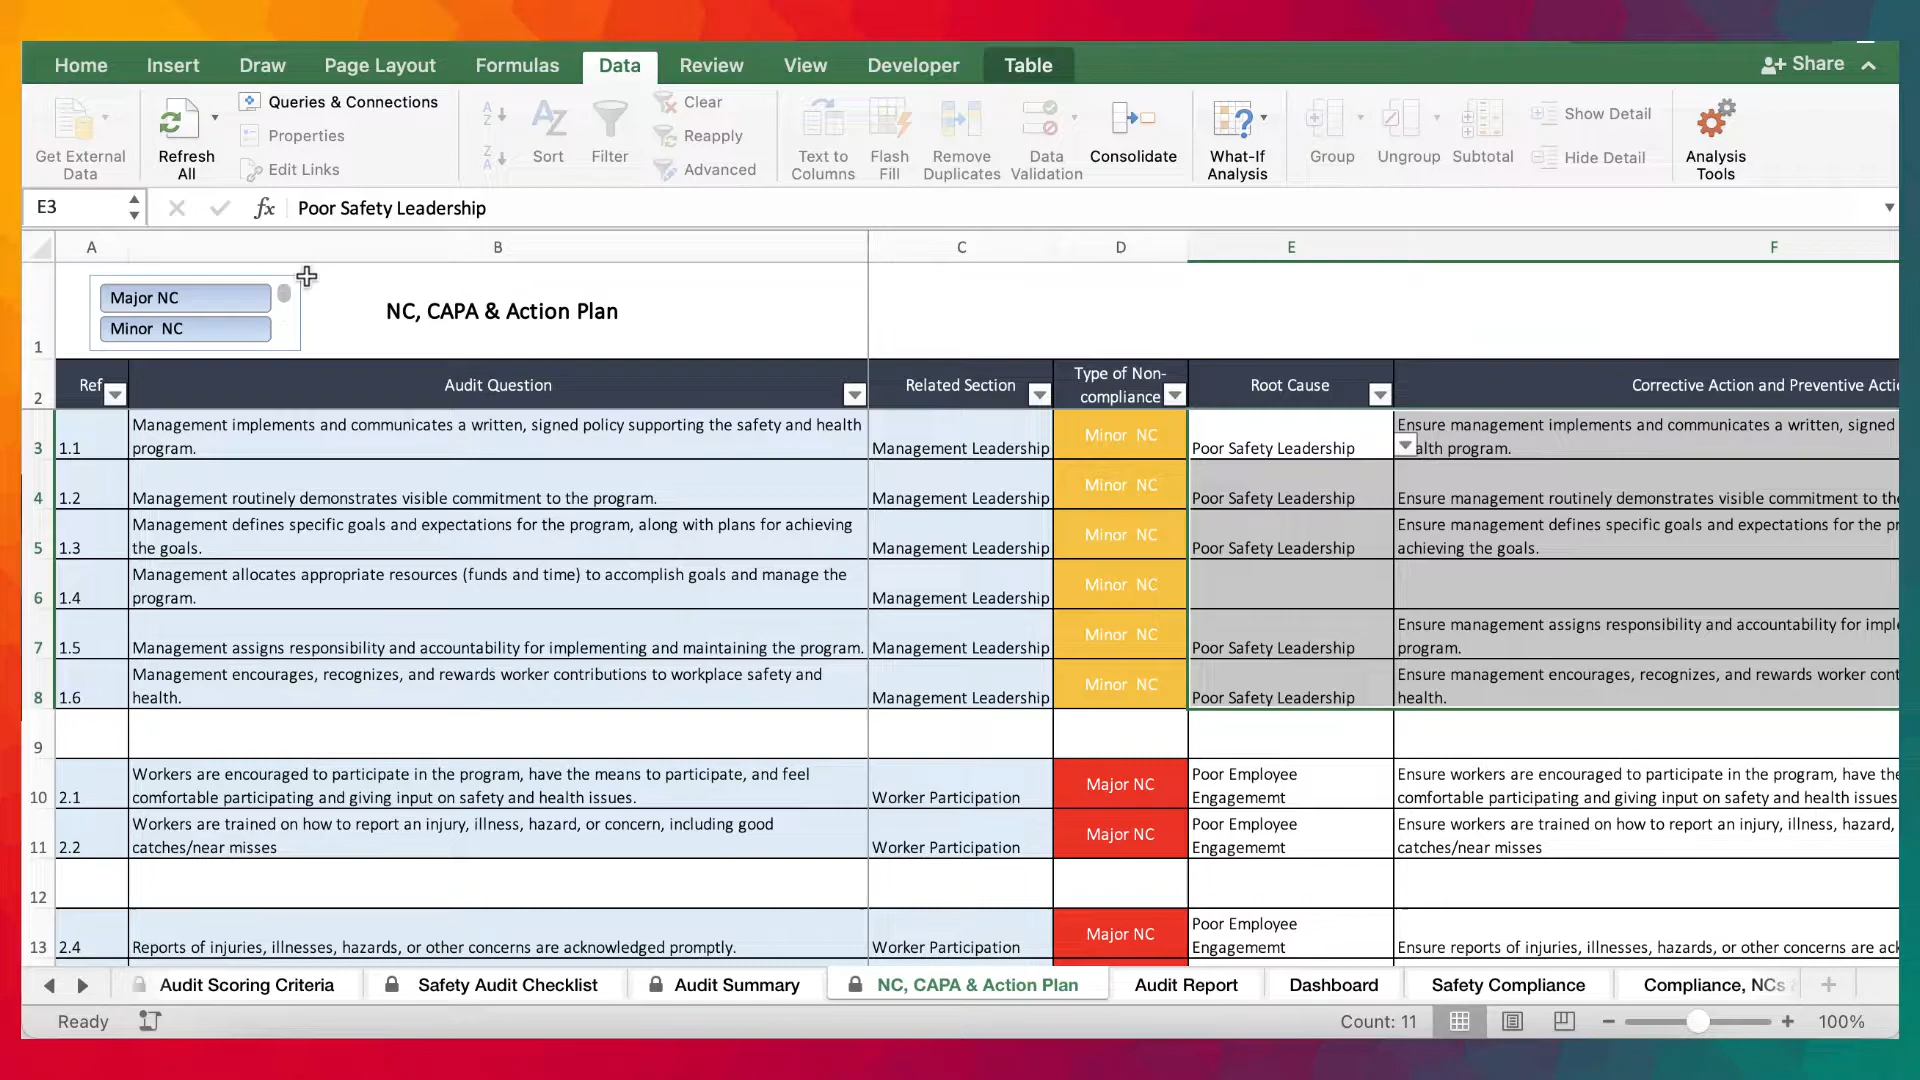 Home Insert Draw Page Layout Formulas Data Review View Developer Table Share
Get External Data
Refresh All
Queries & Connections
Properties
Edit Links
Sort
Filter
Clear
Reapply
Advanced
Text to Columns
Flash Fill
Remove Duplicates
Data Validation
Consolidate
What-If Analysis
Group
Ungroup
Subtotal
Show Detail
Hide Detail
Analysis Tools
E3 fx Poor Safety Leadership
A B C D E F
Major NC
Minor NC
NC, CAPA & Action Plan
1
2 Ref Audit Question Related Section Type of Non-compliance Root Cause Corrective Action and Preventive
3 1.1 Management implements and communicates a written, signed policy supporting the safety and health program. Management Leadership Minor NC Poor Safety Leadership Ensure management implements and communicates a written, signed
alth program.
4 1.2 Management routinely demonstrates visible commitment to the program. Management Leadership Minor NC Poor Safety Leadership Ensure management routinely demonstrates visible commitment to
5 1.3 Management defines specific goals and expectations for the program, along with plans for achieving the goals. Management Leadership Minor NC Poor Safety Leadership Ensure management defines specific goals and expectations for the
achieving the goals.
6 1.4 Management allocates appropriate resources (funds and time) to accomplish goals and manage the program. Management Leadership Minor NC
7 1.5 Management assigns responsibility and accountability for implementing and maintaining the program. Management Leadership Minor NC Poor Safety Leadership Ensure management assigns responsibility and accountability for
program.
8 1.6 Management encourages, recognizes, and rewards worker contributions to workplace safety and health. Management Leadership Minor NC Poor Safety Leadership Ensure management encourages, recognizes, and rewards worker
health.
9
10 2.1 Workers are encouraged to participate in the program, have the means to participate, and feel comfortable participating and giving input on safety and health issues. Worker Participation Major NC Poor Employee Engagememt Ensure workers are encouraged to participate in the program, have
comfortable participating and giving input on safety and health issues
11 2.2 Workers are trained on how to report an injury, illness, hazard, or concern, including good catches/near misses Worker Participation Major NC Poor Employee Engagememt Ensure workers are trained on how to report an injury, illness, hazard,
catches/near misses
12
13 2.4 Reports of injuries, illnesses, hazards, or other concerns are acknowledged promptly. Worker Participation Major NC Poor Employee Engagememt Ensure reports of injuries, illnesses, hazards, or other concerns are
Audit Scoring Criteria Safety Audit Checklist Audit Summary NC, CAPA & Action Plan Audit Report Dashboard Safety Compliance Compliance, NCs
Ready Count: 11 100%